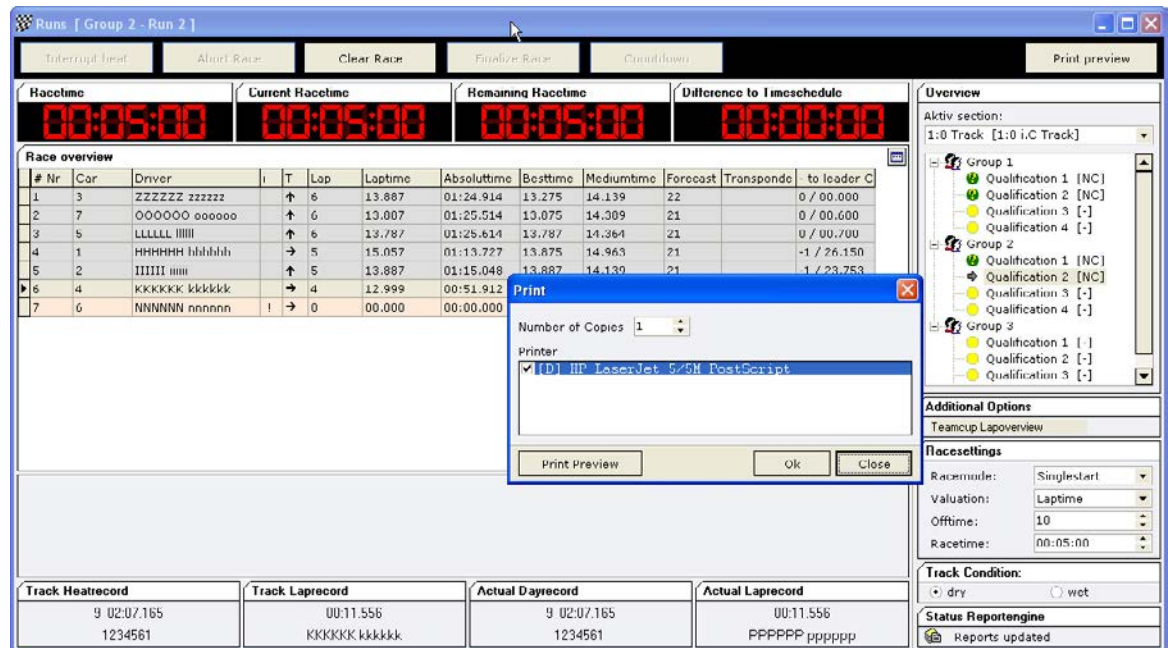 Runs [ Group 2 - Run 2 ]
Interrupt heat Abort Race Clear Race Finalize Race Countdown Print preview
Racetime Current Racetime Remaining Racetime Difference to Timeschedule
00:05:00 00:05:00 00:05:00 00:00:00
Race overview
# Nr Car Driver T Lap Laptime Absoluttime Besttime Mediumtime Forecast Transponde - to leader C
1 3 ZZZZZZ zzzzzz ↑ 6 13.887 01:24.914 13.275 14.139 22 0 / 00.000
2 7 OOOOOO oooooo ↑ 6 13.007 01:25.514 13.075 14.309 21 0 / 00.600
3 5 LLLLLL llllll ↑ 6 13.787 01:25.614 13.787 14.364 21 0 / 00.700
4 1 HHHHHH hhhhhh → 5 15.057 01:13.727 13.875 14.963 21 -1 / 26.150
5 2 IIIIII iiiiii ↑ 5 13.887 01:15.048 13.887 14.139 21 -1 / 23.753
6 4 KKKKKK kkkkkk → 4 12.999 00:51.912
7 6 NNNNNN nnnnnn ! → 0 00.000 00:00.000
Print
Number of Copies 1
Printer
[D] HP LaserJet 5/5M PostScript
Print Preview Ok Close
Track Heatrecord
9 02:07.165
1234561
Track Laprecord
00:11.556
KKKKKK kkkkkk
Actual Dayrecord
9 02:07.165
1234561
Actual Laprecord
00:11.556
PPPPPP pppppp
Overview
Aktiv section:
1:8 Track [1:8 i.C Track]
Group 1
Qualification 1 [NC]
Qualification 2 [NC]
Qualification 3 [-]
Qualification 4 [-]
Group 2
Qualification 1 [NC]
Qualification 2 [NC]
Qualification 3 [-]
Qualification 4 [-]
Group 3
Qualification 1 [-]
Qualification 2 [-]
Qualification 3 [-]
Additional Options
Teamcup Lapoverview
Racesettings
Racemode: Singlestart
Valuation: Laptime
Offtime: 10
Racetime: 00:05:00
Track Condition:
dry wet
Status Reportengine
Reports updated